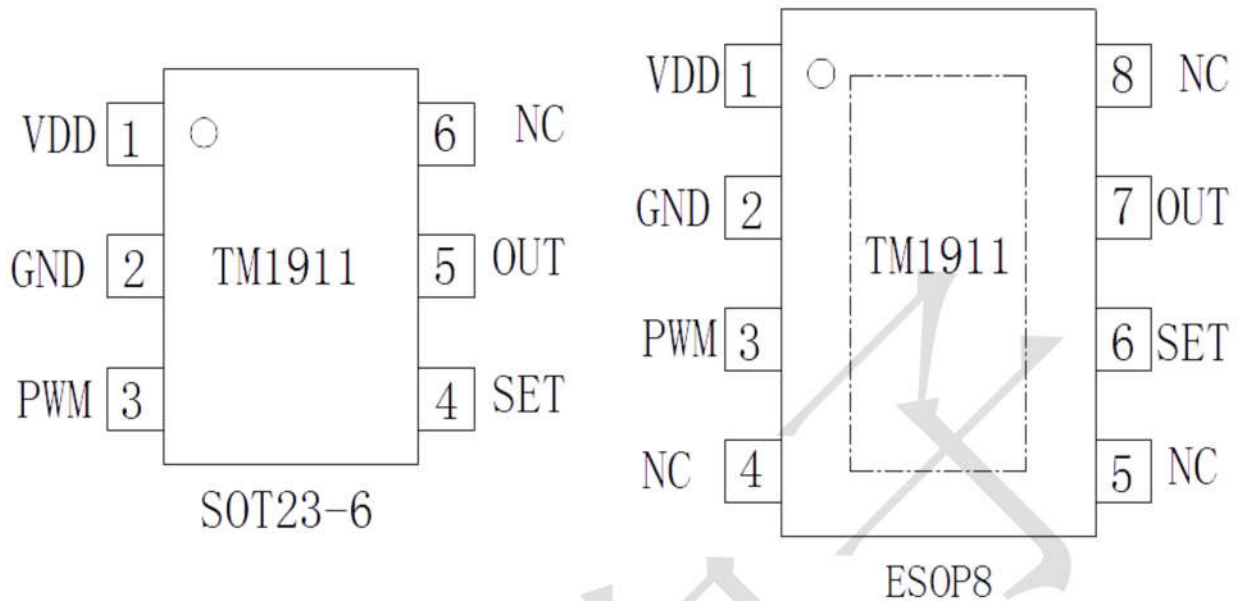 VDD 1 6 NC
GND 2 TM1911 5 OUT
PWM 3 4 SET
SOT23-6
VDD 1 8 NC
GND 2 7 OUT
TM1911
PWM 3 6 SET
NC 4 5 NC
ESOP8